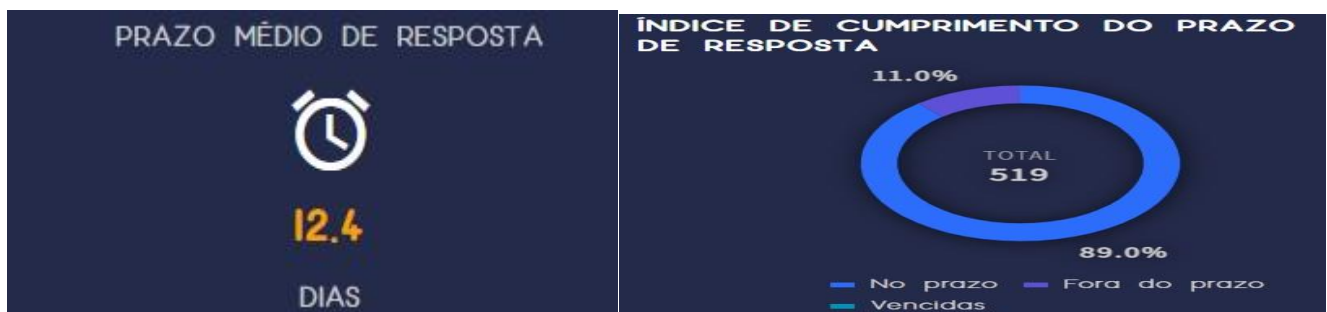 PRAZO MÉDIO DE RESPOSTA
12.4
DIAS
ÍNDICE DE CUMPRIMENTO DO PRAZO
DE RESPOSTA
11.0%
TOTAL
519
89.0%
No prazo Fora do prazo
Vencidas